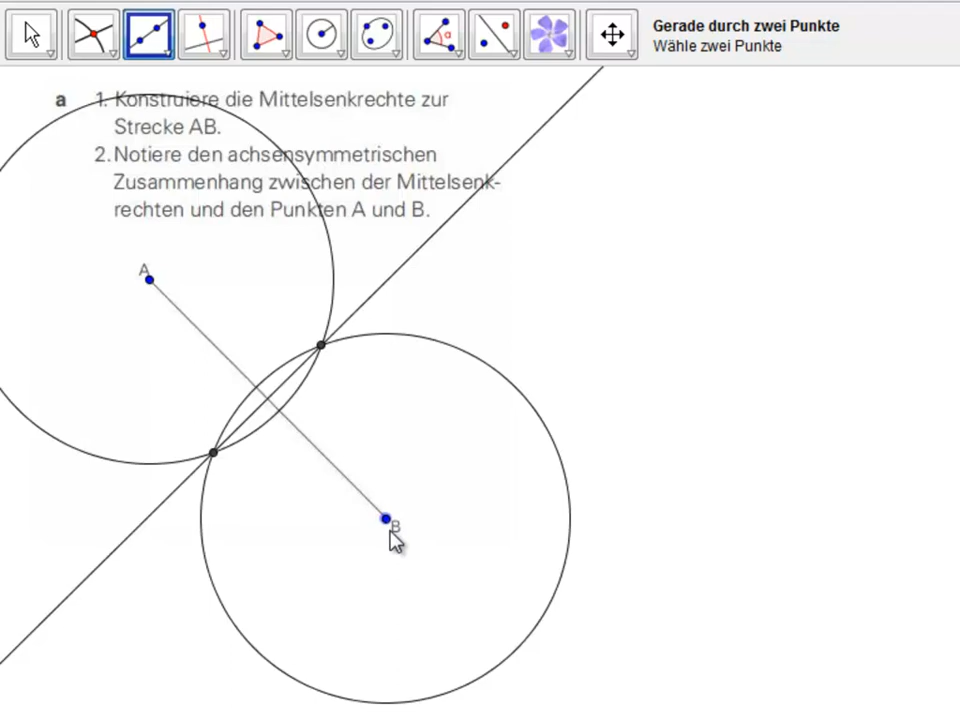 Gerade durch zwei Punkte
Wähle zwei Punkte
a 1. Konstruiere die Mittelsenkrechte zur
Strecke AB.
2. Notiere den achsensymmetrischen
Zusammenhang zwischen der Mittelsenk-
rechten und den Punkten A und B.
A
B